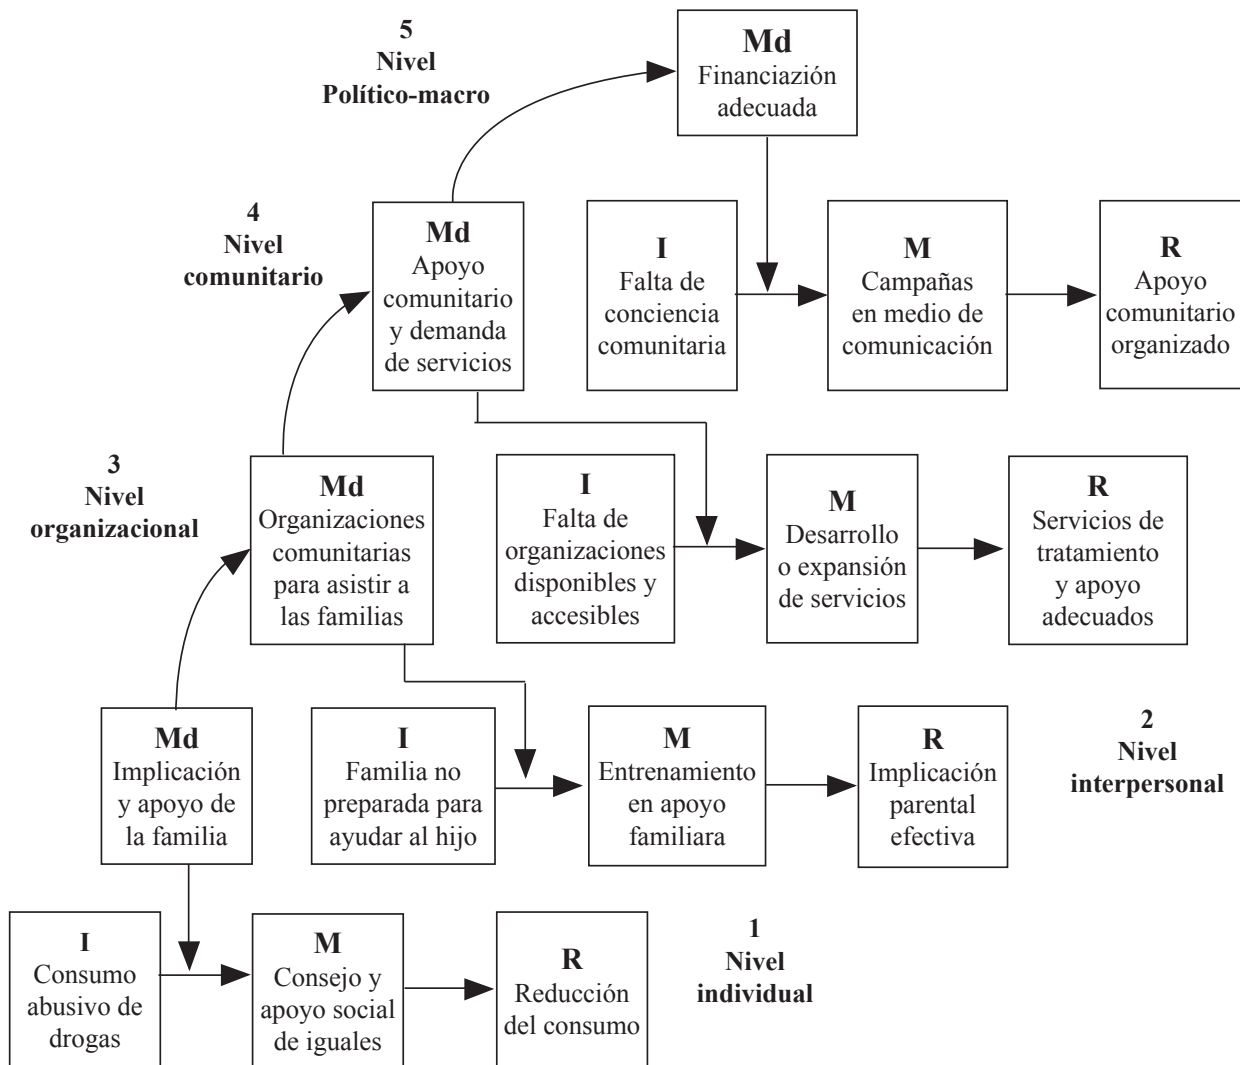 5
Nivel
Político-macro
Md
Financiazión
adecuada
4
Nivel
comunitario
Md
Apoyo
comunitario
y demanda
de servicios
I
Falta de
conciencia
comunitaria
M
Campañas
en medio de
comunicación
R
Apoyo
comunitario
organizado
3
Nivel
organizacional
Md
Organizaciones
comunitarias
para asistir a
las familias
I
Falta de
organizaciones
disponibles y
accesibles
M
Desarrollo
o expansión
de servicios
R
Servicios de
tratamiento
y apoyo
adecuados
Md
Implicación
y apoyo de
la familia
I
Familia no
preparada para
ayudar al hijo
M
Entrenamiento
en apoyo
familiara
R
Implicación
parental
efectiva
2
Nivel
interpersonal
I
Consumo
abusivo de
drogas
M
Consejo y
apoyo social
de iguales
R
Reducción
del consumo
1
Nivel
individual